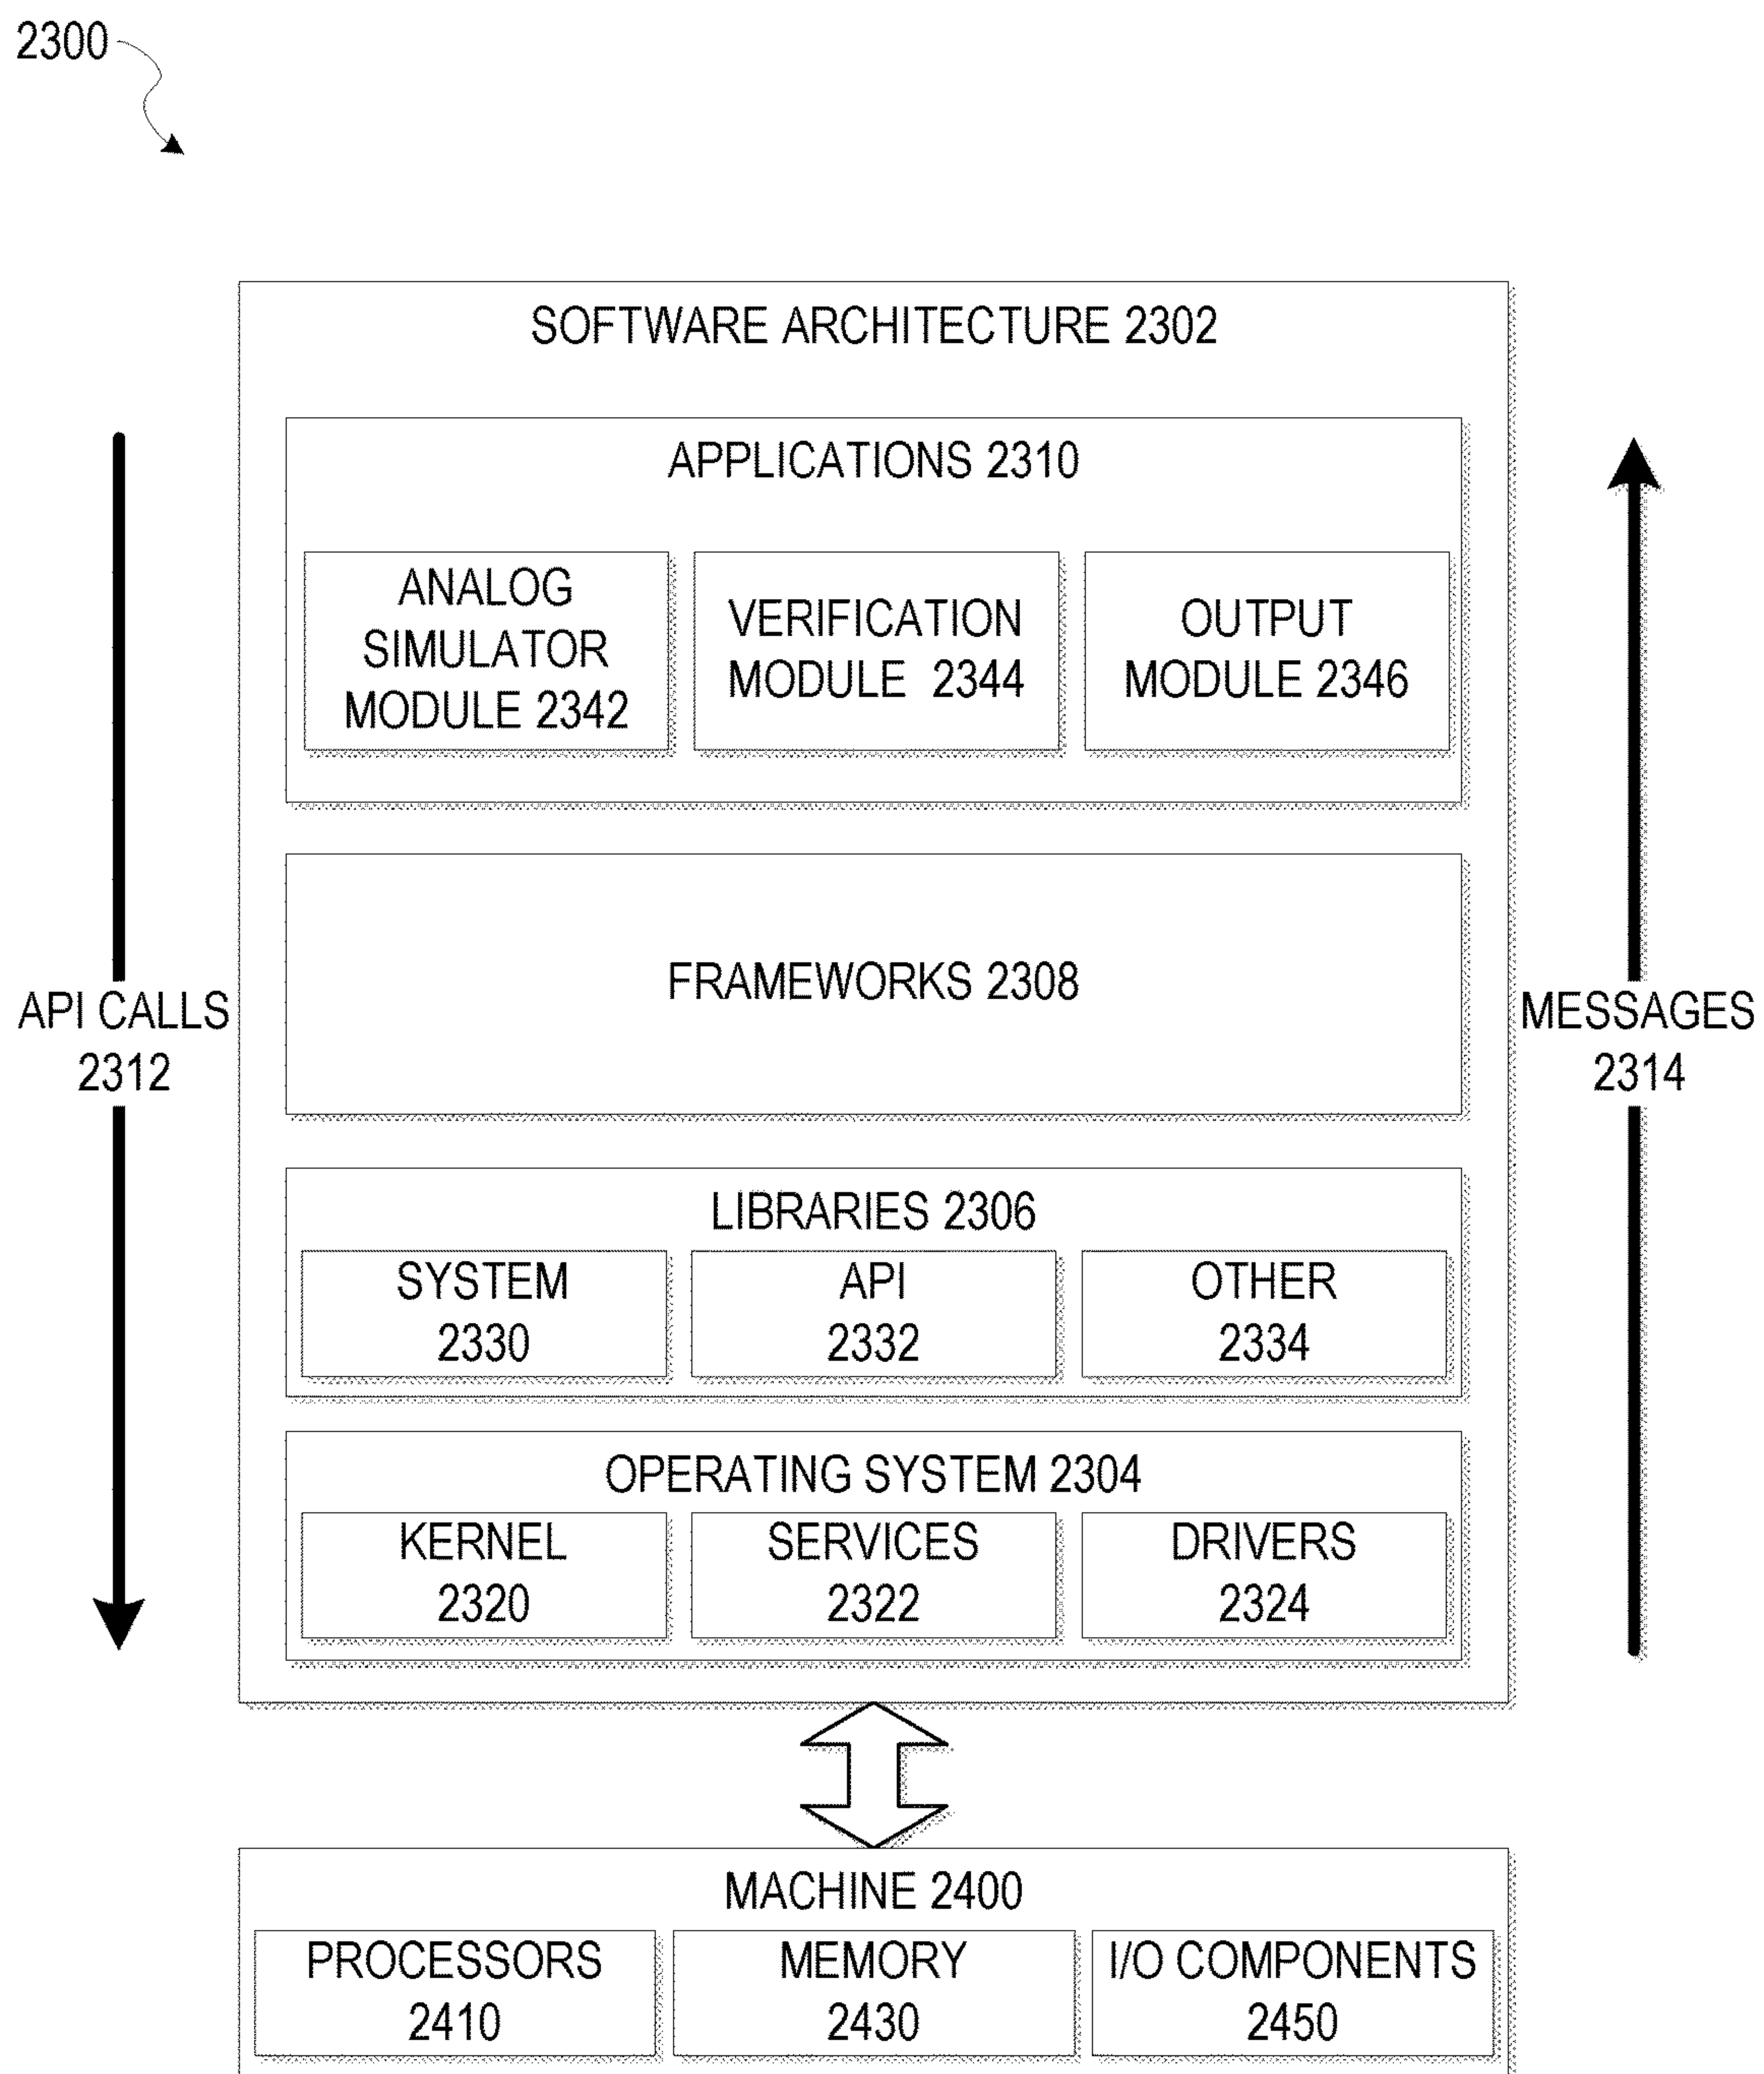 2300
SOFTWARE ARCHITECTURE 2302
APPLICATIONS 2310
ANALOG
SIMULATOR
MODULE 2342
VERIFICATION
MODULE 2344
OUTPUT
MODULE 2346
FRAMEWORKS 2308
API CALLS
2312
MESSAGES
2314
LIBRARIES 2306
SYSTEM
2330
API
2332
OTHER
2334
OPERATING SYSTEM 2304
KERNEL
2320
SERVICES
2322
DRIVERS
2324
MACHINE 2400
PROCESSORS
2410
MEMORY
2430
I/O COMPONENTS
2450